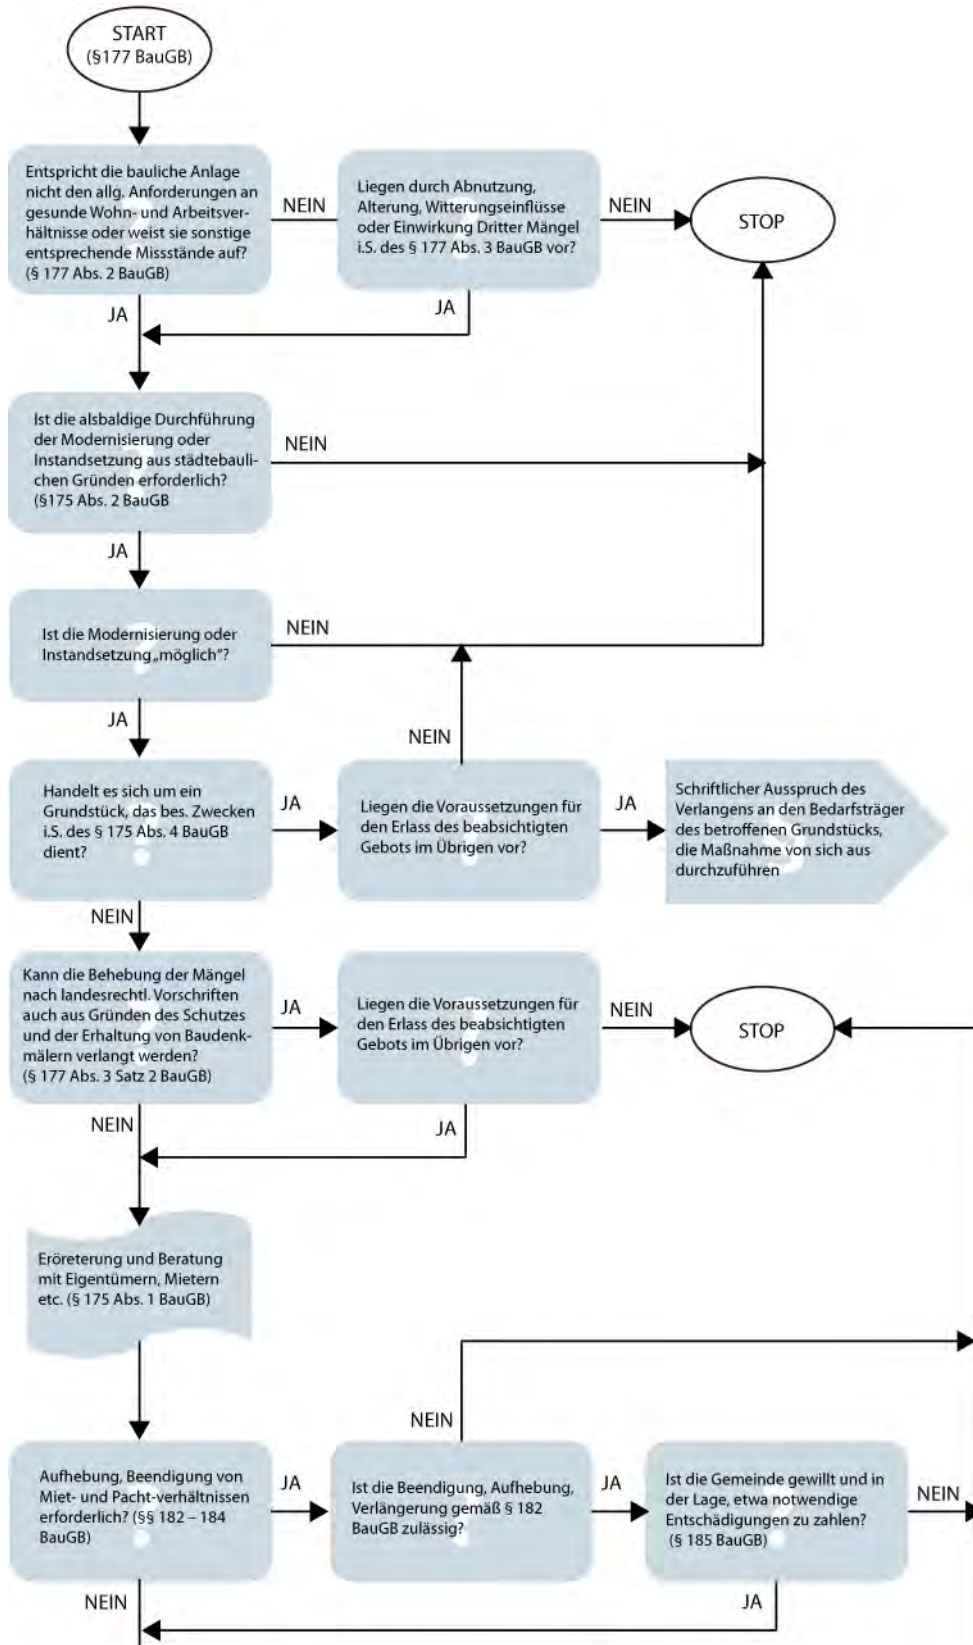 START
(§177 BauGB)
Entspricht die bauliche Anlage
nicht den allg. Anforderungen an
gesunde Wohn- und Arbeitsver-
hältnisse oder weist sie sonstige
entsprechende Missstände auf?
(§ 177 Abs. 2 BauGB)
NEIN
Liegen durch Abnutzung,
Alterung, Witterungseinflüsse
oder Einwirkung Dritter Mängel
i.S. des § 177 Abs. 3 BauGB vor?
NEIN
STOP
JA
JA
Ist die alsbaldige Durchführung
der Modernisierung oder
Instandsetzung aus städtebauli-
chen Gründen erforderlich?
(§175 Abs. 2 BauGB
NEIN
JA
Ist die Modernisierung oder
Instandsetzung „möglich"?
NEIN
JA
NEIN
Handelt es sich um ein
Grundstück, das bes. Zwecken
i.S. des § 175 Abs. 4 BauGB
dient?
JA
Liegen die Voraussetzungen für
den Erlass des beabsichtigten
Gebots im Übrigen vor?
JA
Schriftlicher Ausspruch des
Verlangens an den Bedarfsträger
des betroffenen Grundstücks,
die Maßnahme von sich aus
durchzuführen
NEIN
Kann die Behebung der Mängel
nach landesrechtl. Vorschriften
auch aus Gründen des Schutzes
und der Erhaltung von Baudenk-
mälern verlangt werden?
(§ 177 Abs. 3 Satz 2 BauGB)
JA
Liegen die Voraussetzungen für
den Erlass des beabsichtigten
Gebots im Übrigen vor?
NEIN
STOP
NEIN
JA
Eröreterung und Beratung
mit Eigentümern, Mietern
etc. (§ 175 Abs. 1 BauGB)
NEIN
Aufhebung, Beendigung von
Miet- und Pacht-verhältnissen
erforderlich? (§§ 182 – 184
BauGB)
JA
Ist die Beendigung, Aufhebung,
Verlängerung gemäß § 182
BauGB zulässig?
JA
Ist die Gemeinde gewillt und in
der Lage, etwa notwendige
Entschädigungen zu zahlen?
(§ 185 BauGB)
NEIN
NEIN
JA